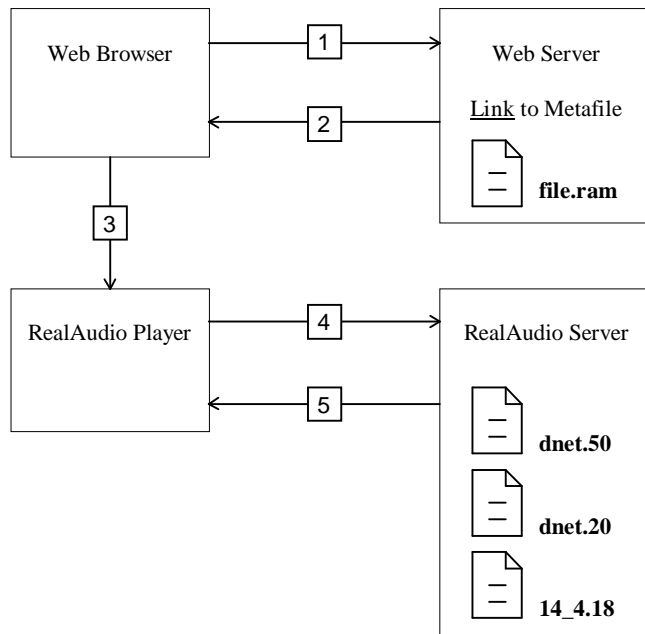 Web Browser
1
Web Server
Link to Metafile
2
file.ram
3
RealAudio Player
4
RealAudio Server
5
dnet.50
dnet.20
14_4.18